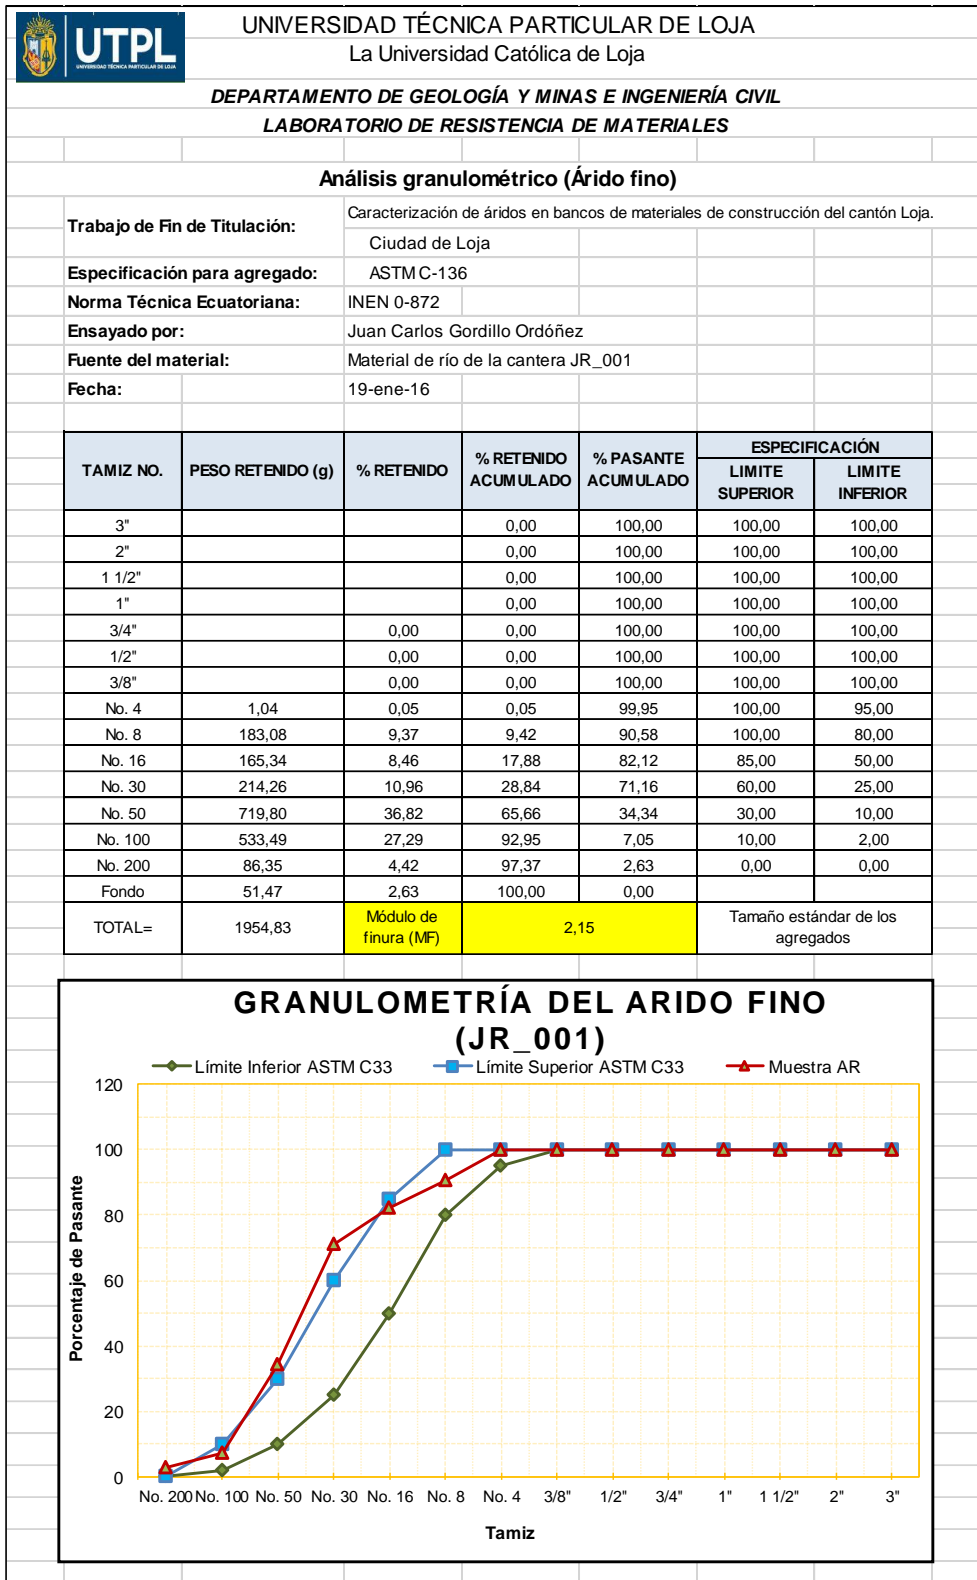 UTPL
UNIVERSIDAD TÉCNICA PARTICULAR DE LOJA
UNIVERSIDAD TÉCNICA PARTICULAR DE LOJA
La Universidad Católica de Loja
DEPARTAMENTO DE GEOLOGÍA Y MINAS E INGENIERÍA CIVIL
LABORATORIO DE RESISTENCIA DE MATERIALES
Análisis granulométrico (Árido fino)
Trabajo de Fin de Titulación: Caracterización de áridos en bancos de materiales de construcción del cantón Loja.
Ciudad de Loja
Especificación para agregado: ASTM C-136
Norma Técnica Ecuatoriana: INEN 0-872
Ensayado por: Juan Carlos Gordillo Ordóñez
Fuente del material: Material de río de la cantera JR_001
Fecha: 19-ene-16
TAMIZ NO. PESO RETENIDO (g) % RETENIDO % RETENIDO ACUMULADO % PASANTE ACUMULADO ESPECIFICACIÓN
LIMITE SUPERIOR LIMITE INFERIOR
3" 0,00 100,00 100,00 100,00
2" 0,00 100,00 100,00 100,00
1 1/2" 0,00 100,00 100,00 100,00
1" 0,00 100,00 100,00 100,00
3/4" 0,00 0,00 100,00 100,00 100,00
1/2" 0,00 0,00 100,00 100,00 100,00
3/8" 0,00 0,00 100,00 100,00 100,00
No. 4 1,04 0,05 0,05 99,95 100,00 95,00
No. 8 183,08 9,37 9,42 90,58 100,00 80,00
No. 16 165,34 8,46 17,88 82,12 85,00 50,00
No. 30 214,26 10,96 28,84 71,16 60,00 25,00
No. 50 719,80 36,82 65,66 34,34 30,00 10,00
No. 100 533,49 27,29 92,95 7,05 10,00 2,00
No. 200 86,35 4,42 97,37 2,63 0,00 0,00
Fondo 51,47 2,63 100,00 0,00
TOTAL= 1954,83 Módulo de finura (MF) 2,15 Tamaño estándar de los agregados
GRANULOMETRÍA DEL ARIDO FINO
(JR_001)
Límite Inferior ASTM C33 Límite Superior ASTM C33 Muestra AR
120
100
80
60
40
20
0
Porcentaje de Pasante
No. 200 No. 100 No. 50 No. 30 No. 16 No. 8 No. 4 3/8" 1/2" 3/4" 1" 1 1/2" 2" 3"
Tamiz